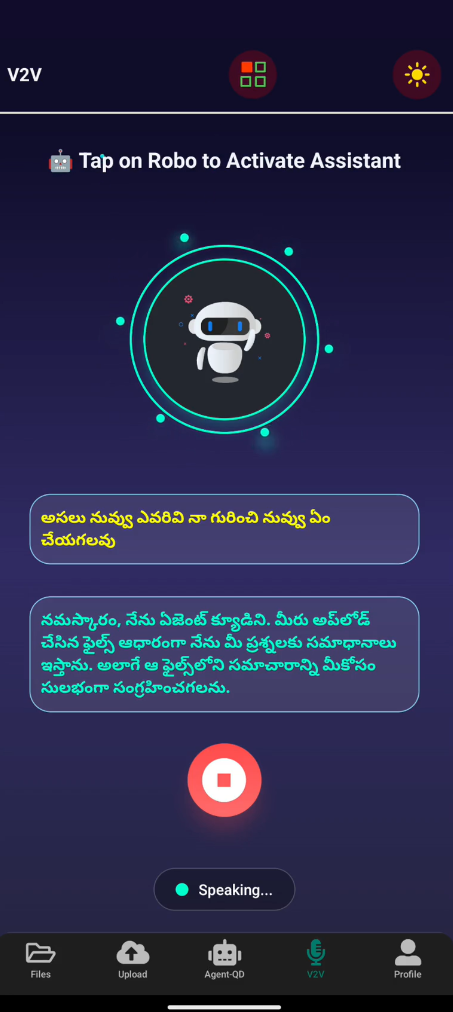 V2V
🤖 Tap on Robo to Activate Assistant
అసలు నువ్వు ఎవరివి నా గురించి నువ్వు ఏం
చేయగలవు
నమస్కారం, నేను ఏజెంట్ క్యూడిని. మీరు అప్‌లోడ్
చేసిన ఫైల్స్ ఆధారంగా నేను మీ ప్రశ్నలకు సమాధానాలు
ఇస్తాను. అలాగే ఆ ఫైల్స్‌లోని సమాచారాన్ని మీకోసం
సులభంగా సంగ్రహించగలను.
Speaking...
Files
Upload
Agent-QD
V2V
Profile